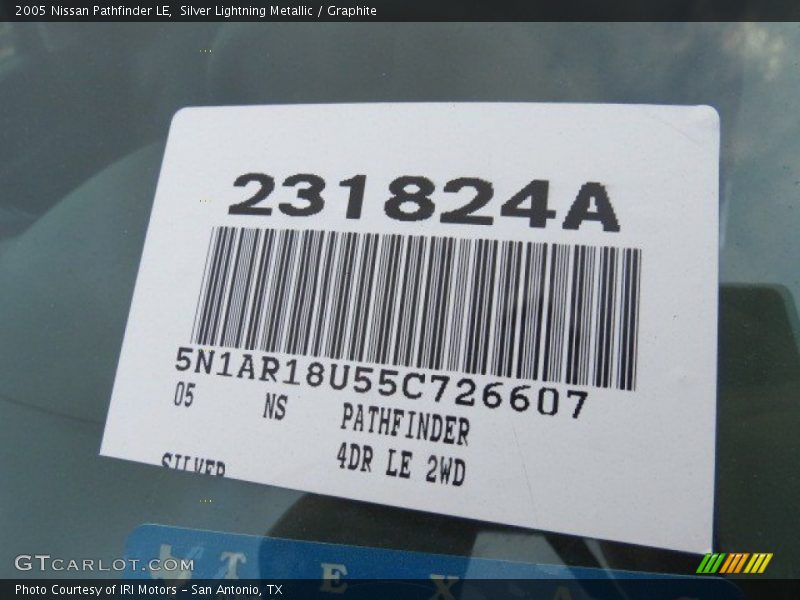 2005 Nissan Pathfinder LE,  Silver Lightning Metallic / Graphite
231824A
5N1AR18U55C726607
05 NS PATHFINDER
4DR LE 2WD
SILVER
T E X A
GTCARLOT.COM
Photo Courtesy of IRI Motors - San Antonio, TX